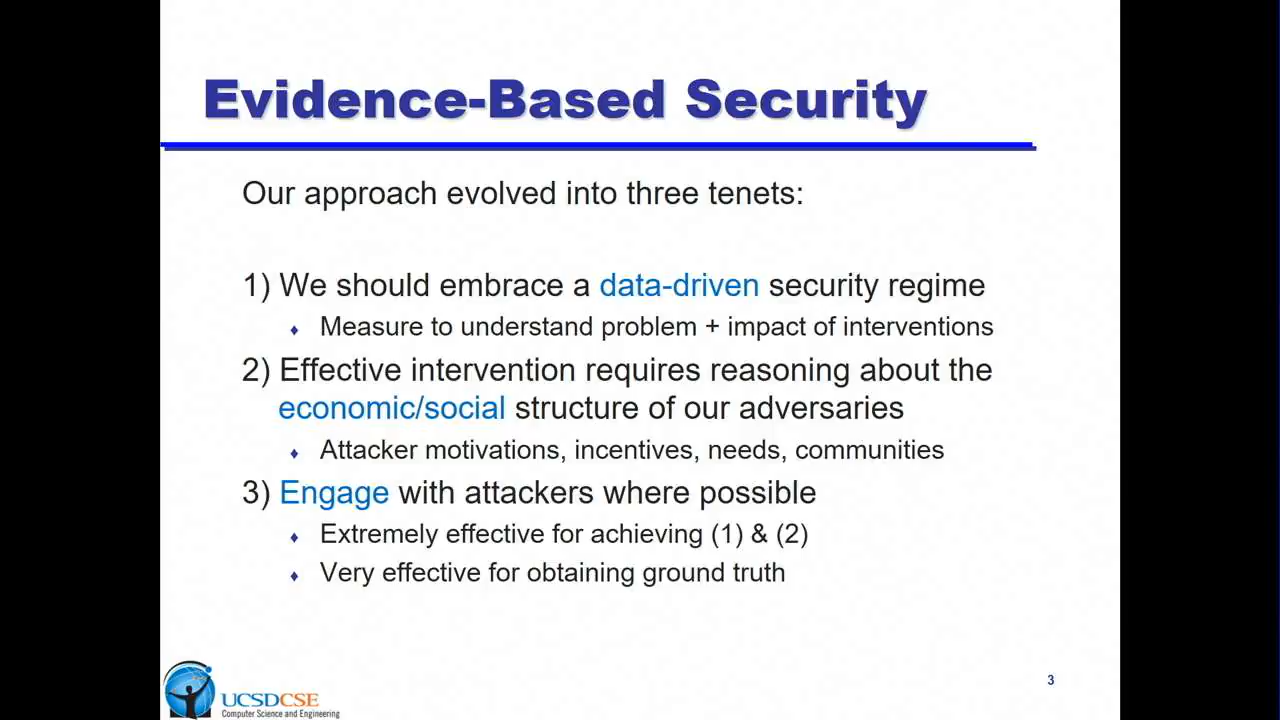 Evidence-Based Security
Our approach evolved into three tenets:
1) We should embrace a data-driven security regime
♦ Measure to understand problem + impact of interventions
2) Effective intervention requires reasoning about the
economic/social structure of our adversaries
♦ Attacker motivations, incentives, needs, communities
3) Engage with attackers where possible
♦ Extremely effective for achieving (1) & (2)
♦ Very effective for obtaining ground truth
UCSDCSE
Computer Science and Engineering
3